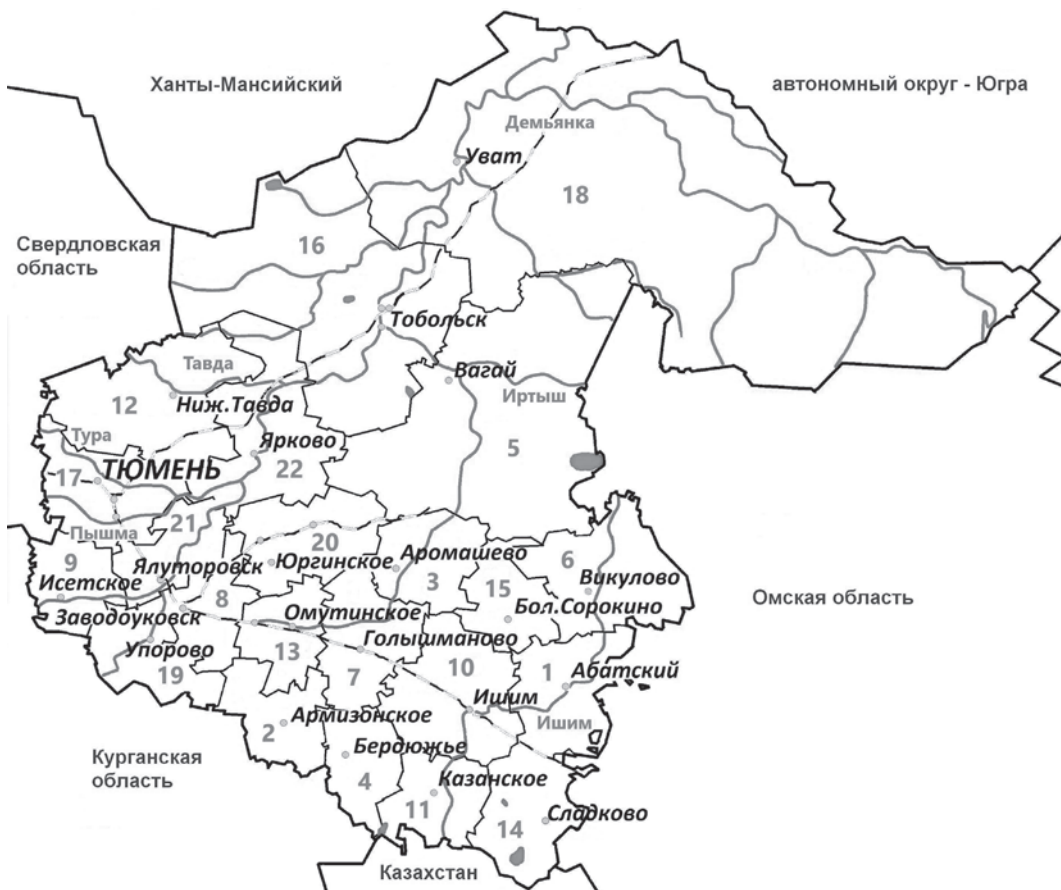 Ханты-Мансийский
автономный округ - Югра
Демьянка
Уват
18
16
Свердловская
область
Тобольск
Тавда
Вагай
Иртыш
12
Ниж.Тавда
Тура
Ярково
5
17
ТЮМЕНЬ
22
21
Пышма
20
Аромашево
9
Юргинское
6
Ялуторовск
3
15
Викулово
Исетское
8
Омутинское
Бол.Сорокино
Омская область
Заводоуковск
Голышманово
Упорово
13
10
1
Абатский
19
7
Ишим
2
Армизонское
Ишим
Бердюжье
Курганская
область
4
Казанское
11
14
Сладково
Казахстан